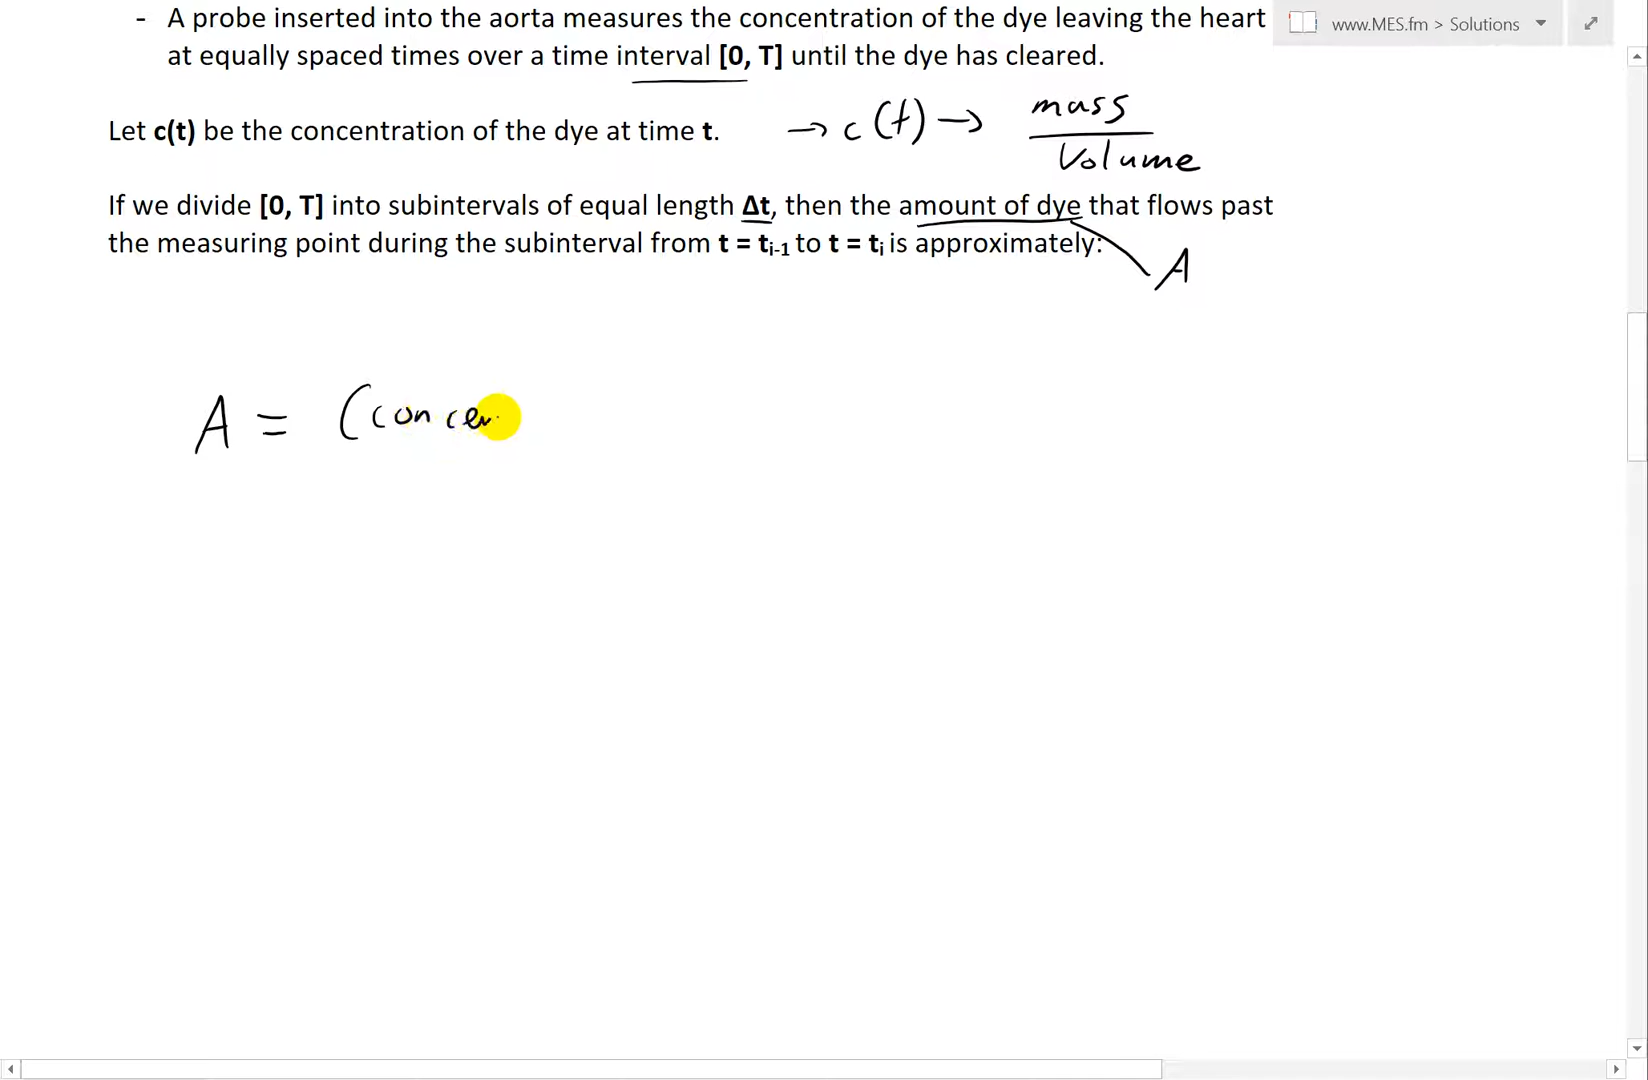 - A probe inserted into the aorta measures the concentration of the dye leaving the heart
www.MES.fm > Solutions
at equally spaced times over a time interval [0, T] until the dye has cleared.
Let c(t) be the concentration of the dye at time t. → c(t) → mass
Volume
If we divide [0, T] into subintervals of equal length Δt, then the amount of dye that flows past
the measuring point during the subinterval from t = ti-1 to t = ti is approximately:
A
A = (concen